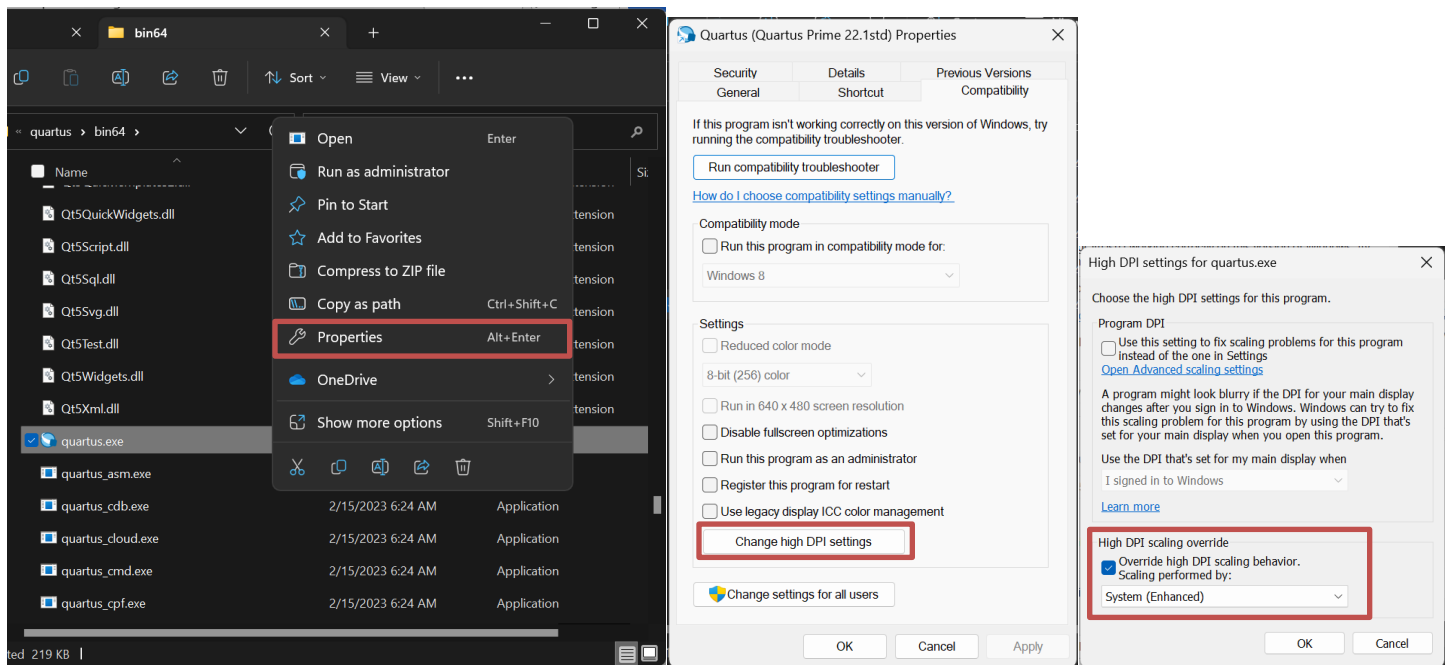 bin64
Sort
View
quartus
bin64
Name
Si
Qt5QuickWidgets.dll
tension
Qt5Script.dll
tension
Qt5Sql.dll
tension
Qt5Svg.dll
tension
Qt5Test.dll
tension
Qt5Widgets.dll
tension
Qt5Xml.dll
tension
quartus.exe
quartus_asm.exe
quartus_cdb.exe 2/15/2023 6:24 AM Application
quartus_cloud.exe 2/15/2023 6:24 AM Application
quartus_cmd.exe 2/15/2023 6:24 AM Application
quartus_cpf.exe 2/15/2023 6:24 AM Application
ted 219 KB
Open Enter
Run as administrator
Pin to Start
Add to Favorites
Compress to ZIP file
Copy as path Ctrl+Shift+C
Properties Alt+Enter
OneDrive
Show more options Shift+F10
Quartus (Quartus Prime 22.1std) Properties
Security Details Previous Versions
General Shortcut Compatibility
If this program isn't working correctly on this version of Windows, try
running the compatibility troubleshooter.
Run compatibility troubleshooter
How do I choose compatibility settings manually?
Compatibility mode
Run this program in compatibility mode for:
Windows 8
Settings
Reduced color mode
8-bit (256) color
Run in 640 x 480 screen resolution
Disable fullscreen optimizations
Run this program as an administrator
Register this program for restart
Use legacy display ICC color management
Change high DPI settings
Change settings for all users
OK Cancel Apply
High DPI settings for quartus.exe
Choose the high DPI settings for this program.
Program DPI
Use this setting to fix scaling problems for this program
instead of the one in Settings
Open Advanced scaling settings
A program might look blurry if the DPI for your main display
changes after you sign in to Windows. Windows can try to fix
this scaling problem for this program by using the DPI that's
set for your main display when you open this program.
Use the DPI that's set for my main display when
I signed in to Windows
Learn more
High DPI scaling override
Override high DPI scaling behavior.
Scaling performed by:
System (Enhanced)
OK Cancel